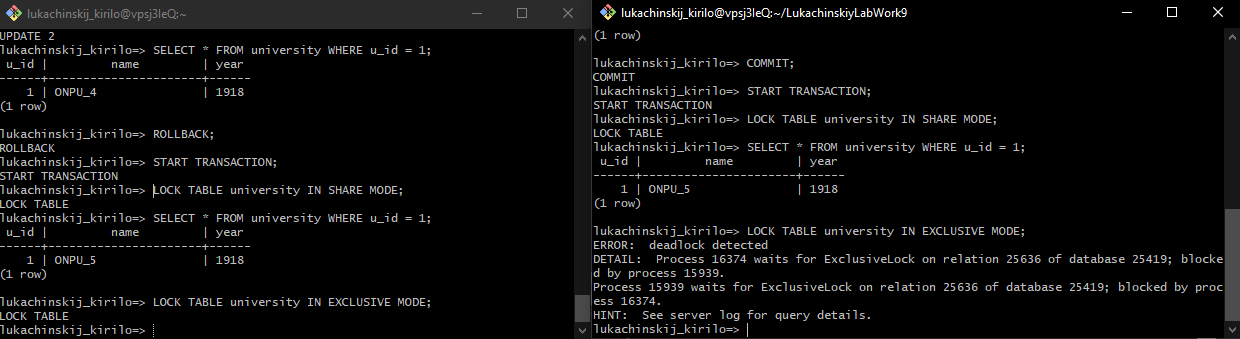 lukachinskij_kirilo@vpsj3leQ:~
UPDATE 2
lukachinskij_kirilo=> SELECT * FROM university WHERE u_id = 1;
 u_id |         name          | year
------+-----------------------+------
    1 | ONPU_4                | 1918
(1 row)
lukachinskij_kirilo=> ROLLBACK;
ROLLBACK
lukachinskij_kirilo=> START TRANSACTION;
START TRANSACTION
lukachinskij_kirilo=> LOCK TABLE university IN SHARE MODE;
LOCK TABLE
lukachinskij_kirilo=> SELECT * FROM university WHERE u_id = 1;
 u_id |         name          | year
------+-----------------------+------
    1 | ONPU_5                | 1918
(1 row)
lukachinskij_kirilo=> LOCK TABLE university IN EXCLUSIVE MODE;
LOCK TABLE
lukachinskij_kirilo=>
lukachinskij_kirilo@vpsj3leQ:~/LukachinskiyLabWork9
(1 row)
lukachinskij_kirilo=> COMMIT;
COMMIT
lukachinskij_kirilo=> START TRANSACTION;
START TRANSACTION
lukachinskij_kirilo=> LOCK TABLE university IN SHARE MODE;
LOCK TABLE
lukachinskij_kirilo=> SELECT * FROM university WHERE u_id = 1;
 u_id |         name          | year
------+-----------------------+------
    1 | ONPU_5                | 1918
(1 row)
lukachinskij_kirilo=> LOCK TABLE university IN EXCLUSIVE MODE;
ERROR:  deadlock detected
DETAIL:  Process 16374 waits for ExclusiveLock on relation 25636 of database 25419; blocke
d by process 15939.
Process 15939 waits for ExclusiveLock on relation 25636 of database 25419; blocked by proc
ess 16374.
HINT:  See server log for query details.
lukachinskij_kirilo=>